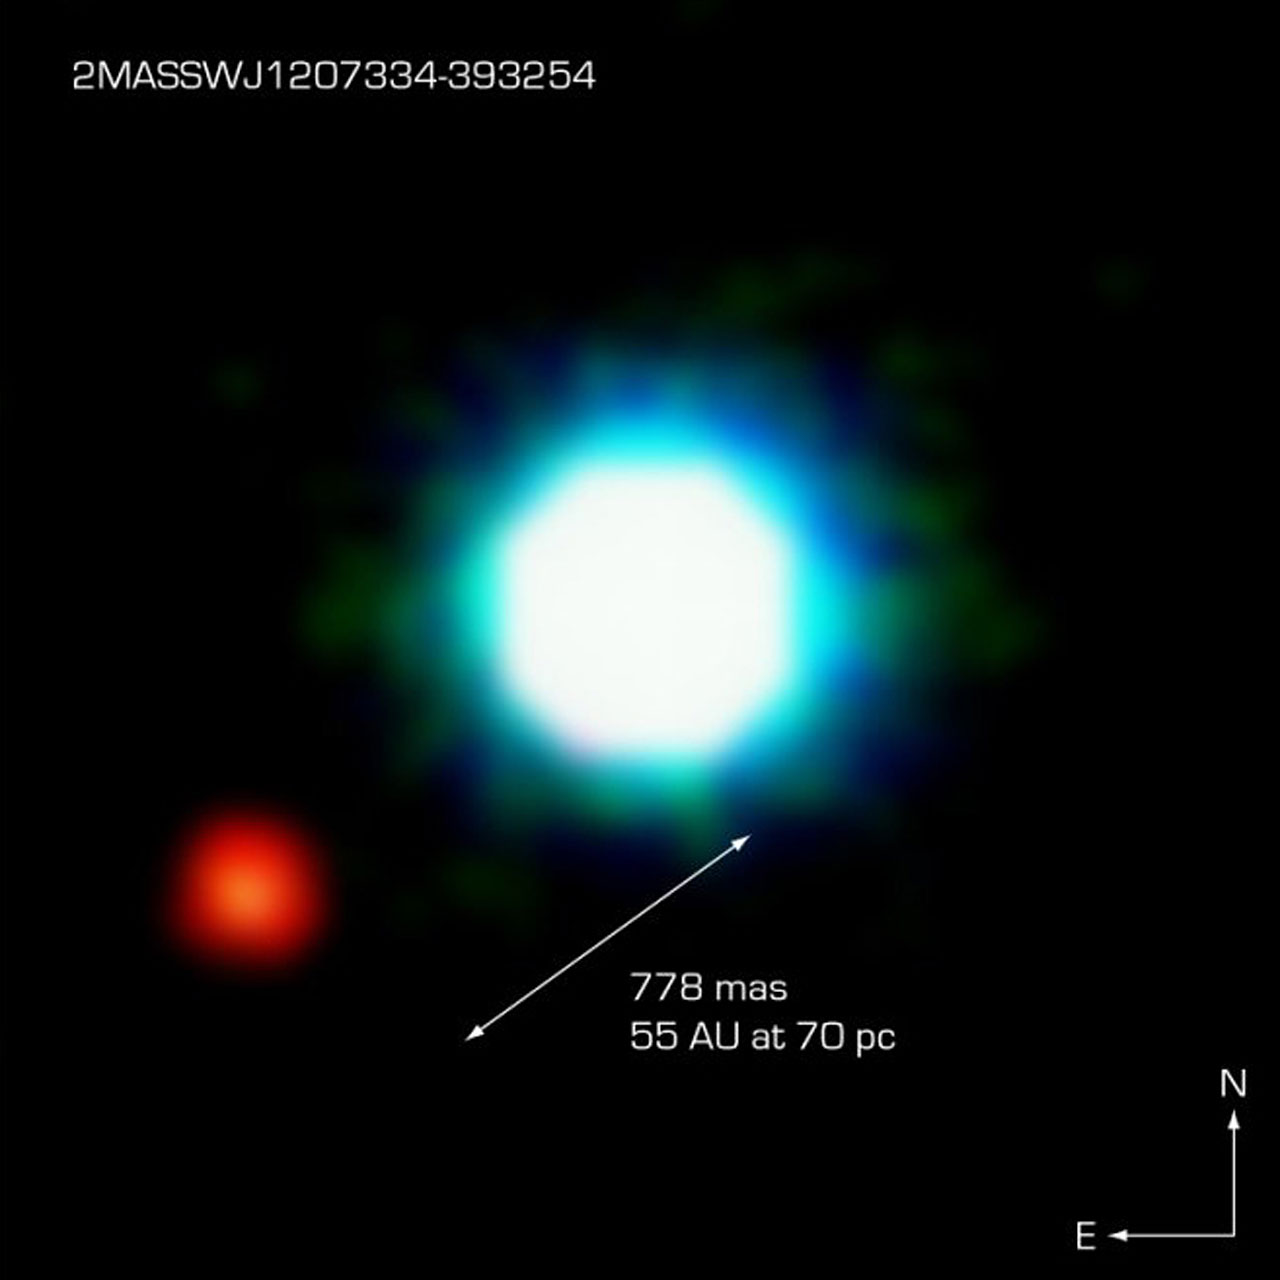 2MASSWJ1207334-393254
778 mas
55 AU at 70 pc
N
E